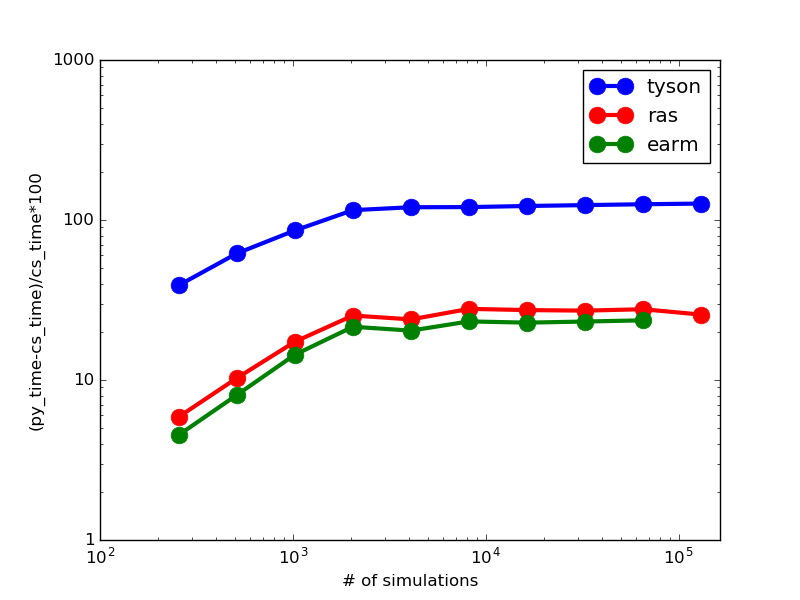 1000
tyson
ras
earm
100
(py_time-cs_time)/cs_time*100
10
1
10² 10³ 10⁴ 10⁵
# of simulations